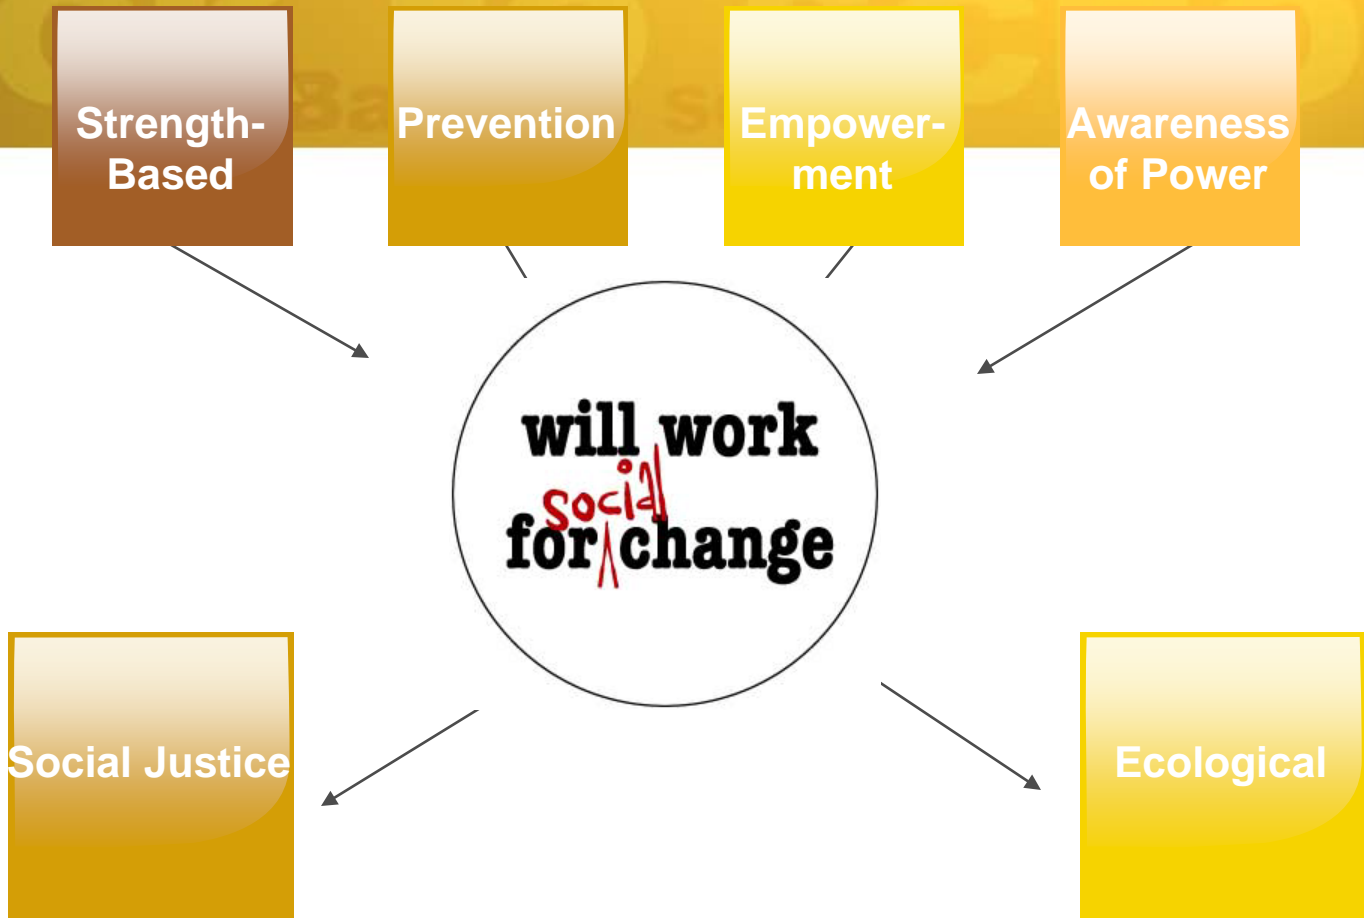 Strength-
Based
Prevention
Empower-
ment
Awareness
of Power
will work
social
for change
Social Justice
Ecological